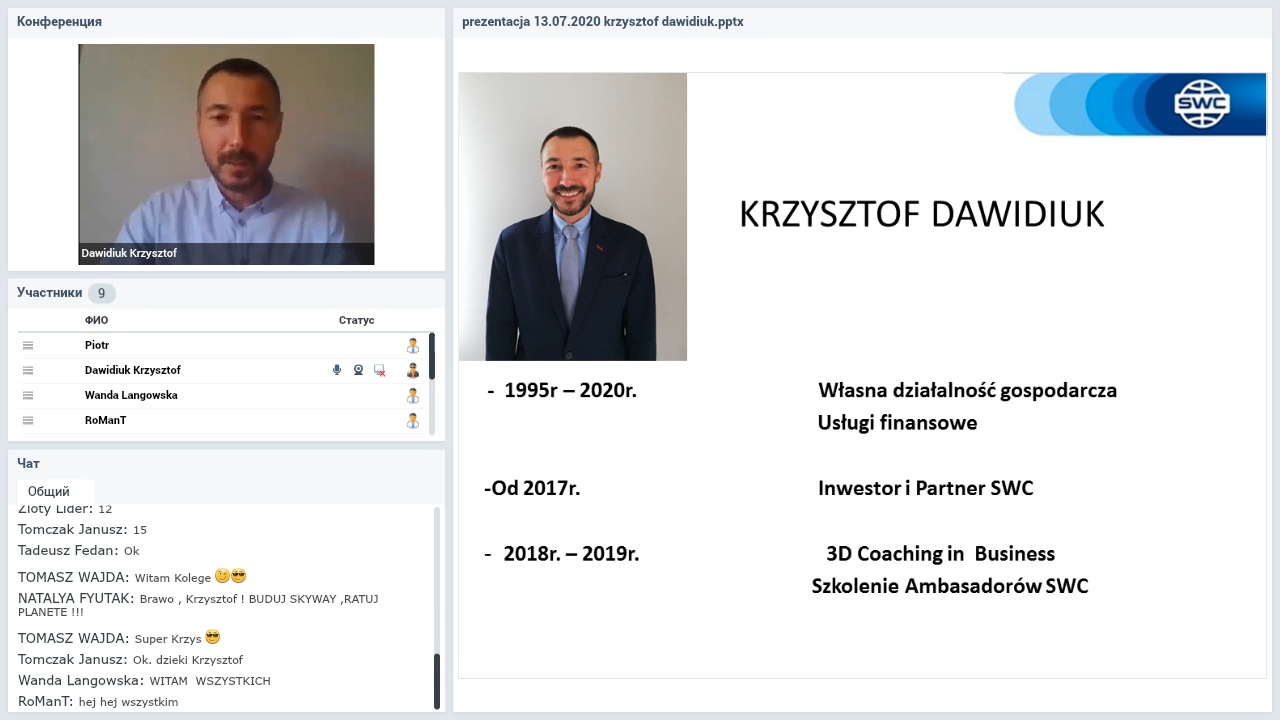 Конференция
Dawidiuk Krzysztof
Участники 9
ФИО Статус
Piotr
Dawidiuk Krzysztof
Wanda Langowska
RoManT
Чат
Общий
Zloty Lider: 12
Tomczak Janusz: 15
Tadeusz Fedan: Ok
TOMASZ WAJDA: Witam Kolege
NATALYA FYUTAK: Brawo , Krzysztof ! BUDUJ SKYWAY ,RATUJ
PLANETE !!!
TOMASZ WAJDA: Super Krzys
Tomczak Janusz: Ok. dzieki Krzysztof
Wanda Langowska: WITAM WSZYSTKICH
RoManT: hej hej wszystkim
prezentacja 13.07.2020 krzysztof dawidiuk.pptx
SWC
KRZYSZTOF DAWIDIUK
- 1995r – 2020r. Własna działalność gospodarcza
Usługi finansowe
-Od 2017r. Inwestor i Partner SWC
- 2018r. – 2019r. 3D Coaching in Business
Szkolenie Ambasadorów SWC